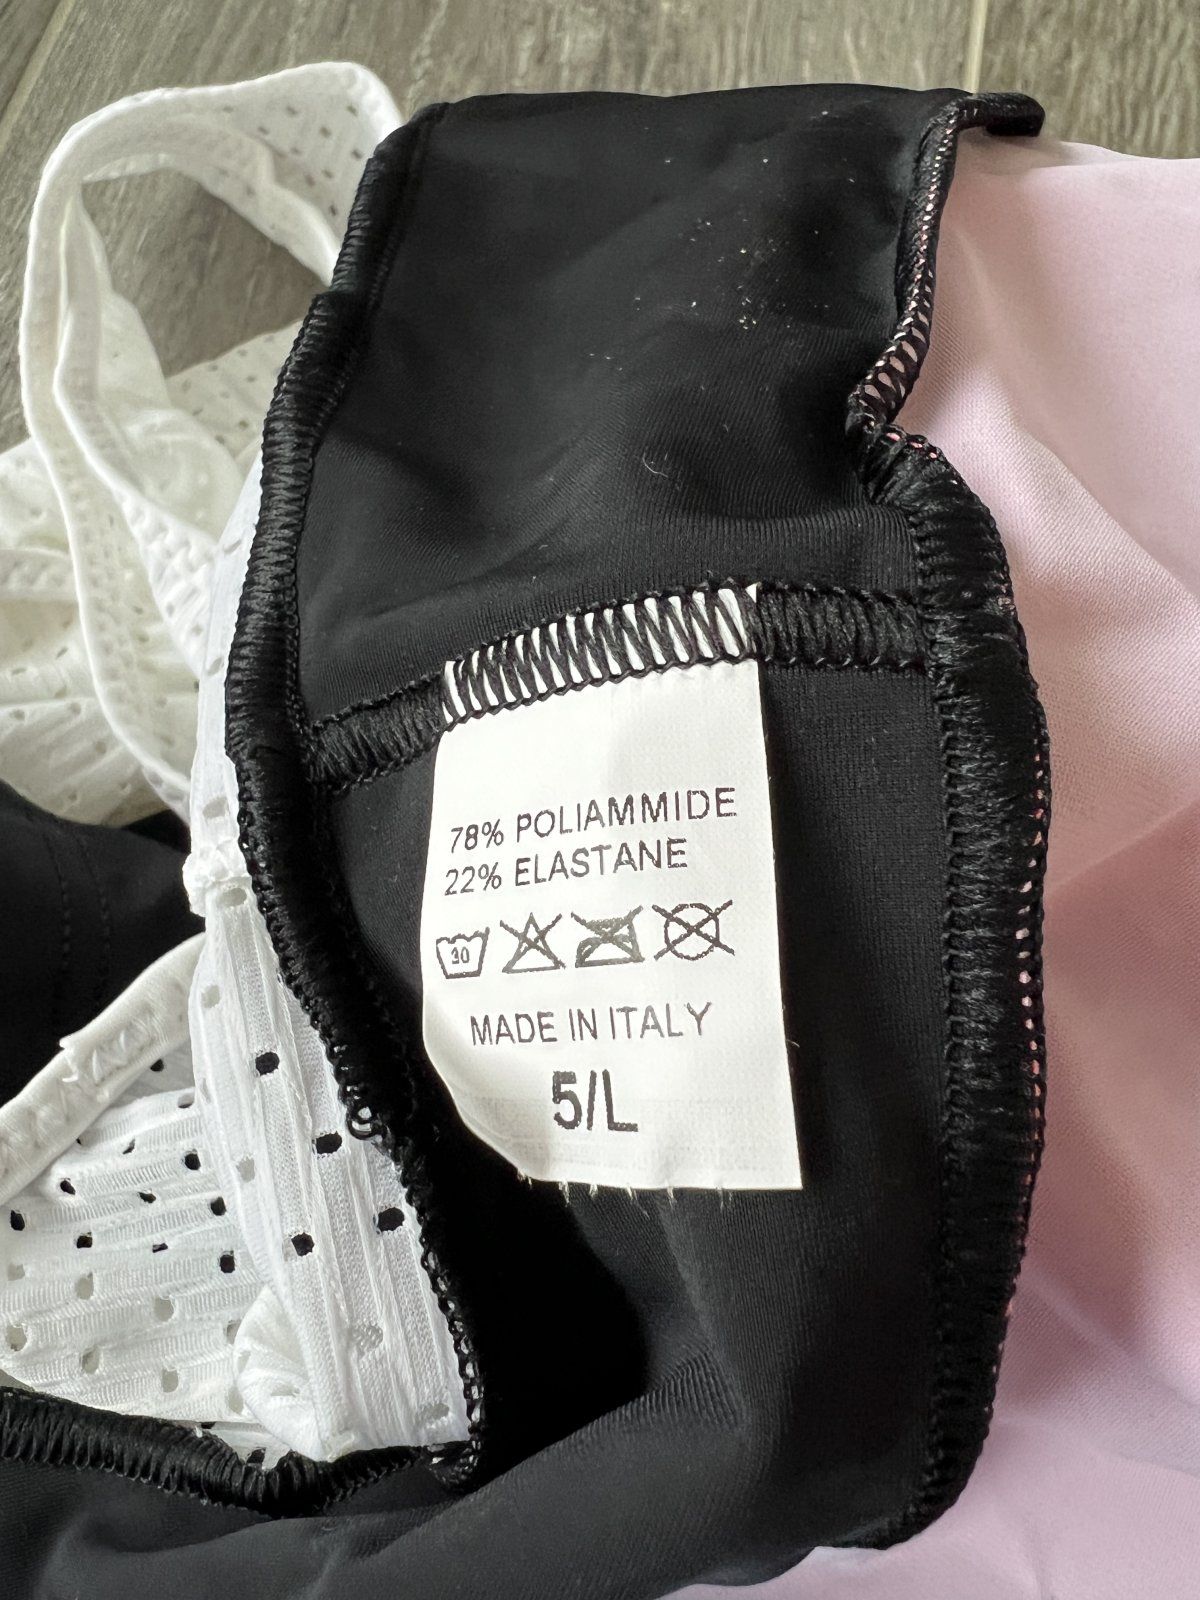 78% POLIAMMIDE
22% ELASTANE
30
MADE IN ITALY
5/L